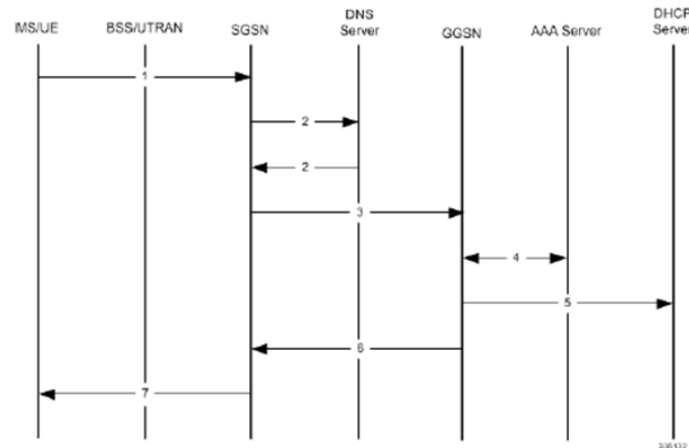 MS/UE
BSS/UTRAN
SGSN
DNS
Server
GGSN
AAA Server
DHCP
Server
1
2
2
3
4
5
6
7